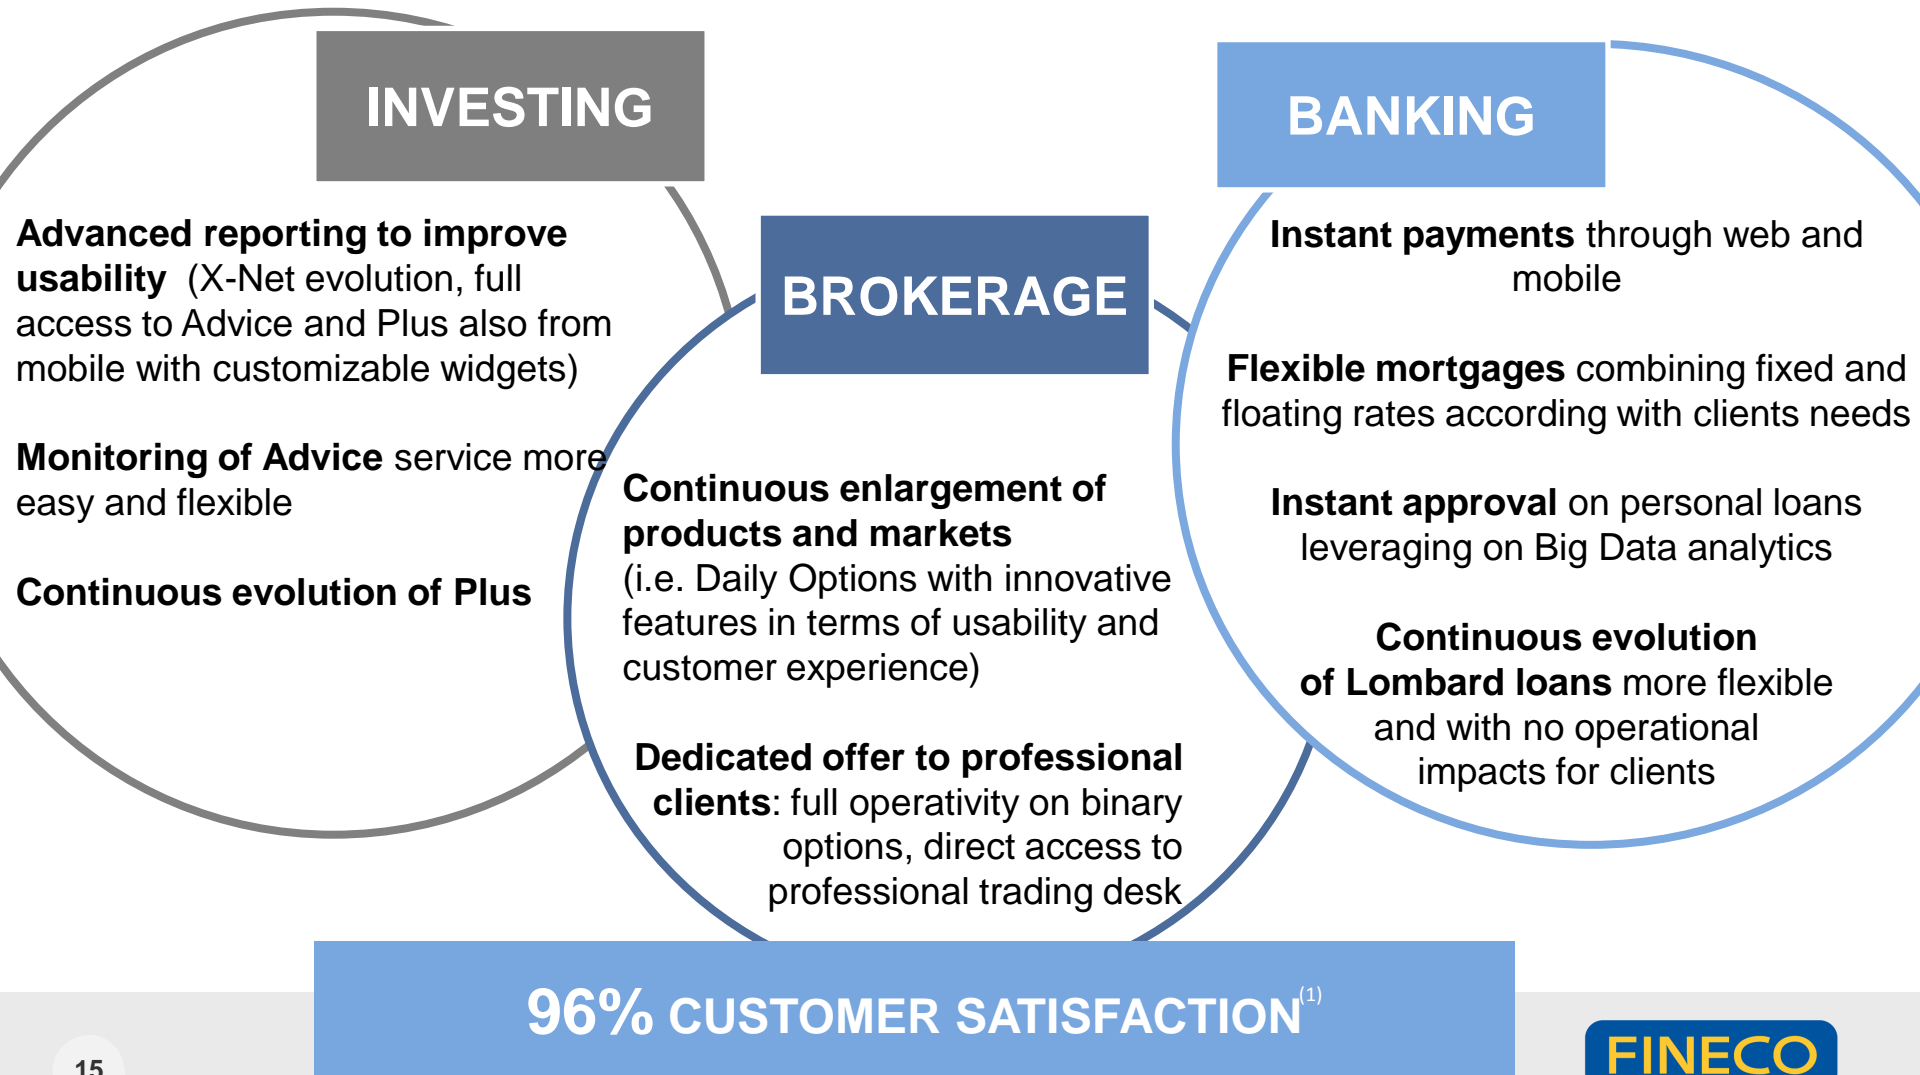 INVESTING
Advanced reporting to improve
usability (X-Net evolution, full
access to Advice and Plus also from
mobile with customizable widgets)
Monitoring of Advice service more
easy and flexible
Continuous evolution of Plus
BROKERAGE
Continuous enlargement of
products and markets
(i.e. Daily Options with innovative
features in terms of usability and
customer experience)
Dedicated offer to professional
clients: full operativity on binary
options, direct access to
professional trading desk
BANKING
Instant payments through web and
mobile
Flexible mortgages combining fixed and
floating rates according with clients needs
Instant approval on personal loans
leveraging on Big Data analytics
Continuous evolution
of Lombard loans more flexible
and with no operational
impacts for clients
96% CUSTOMER SATISFACTION(1)
15
FINECO